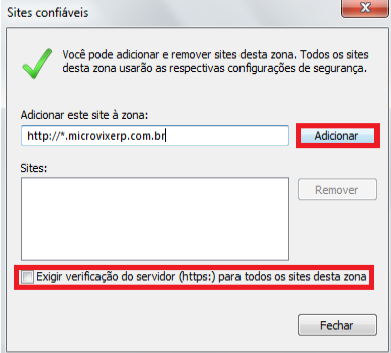 Sites confiáveis
Você pode adicionar e remover sites desta zona. Todos os sites
desta zona usarão as respectivas configurações de segurança.
Adicionar este site à zona:
http://*.microvixerp.com.br
Adicionar
Sites:
Remover
Exigir verificação do servidor (https:) para todos os sites desta zona
Fechar